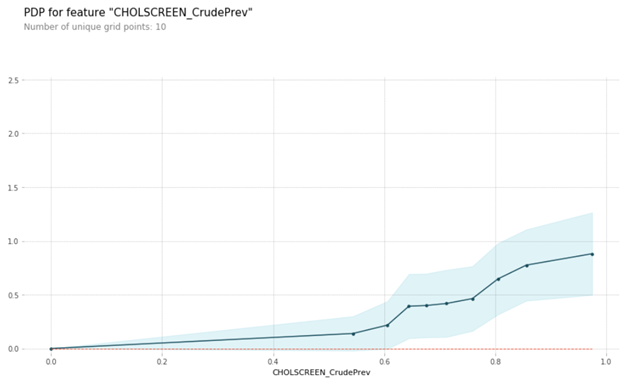 PDP for feature "CHOLSCREEN_CrudePrev"
Number of unique grid points: 10
2.5
2.0
1.5
1.0
0.5
0.0
0.0 0.2 0.4 0.6 0.8 1.0
CHOLSCREEN_CrudePrev